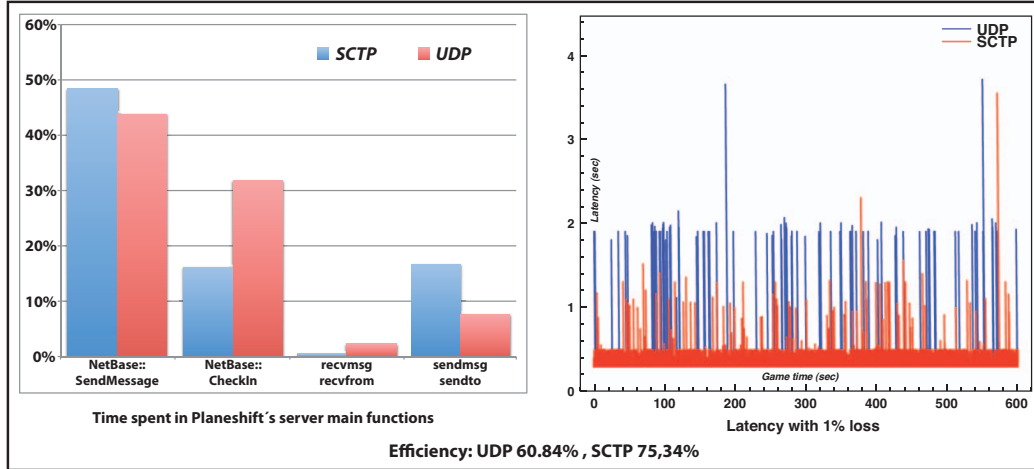 60%
50%
40%
30%
20%
10%
0%
SCTP
UDP
NetBase::
SendMessage
NetBase::
CheckIn
recvmsg
recvfrom
sendmsg
sendto
Time spent in Planeshift´s server main functions
UDP
SCTP
4
3
2
1
0
Latency (sec)
Game time (sec)
0
100
200
300
400
500
600
Latency with 1% loss
Efficiency: UDP 60.84% , SCTP 75,34%